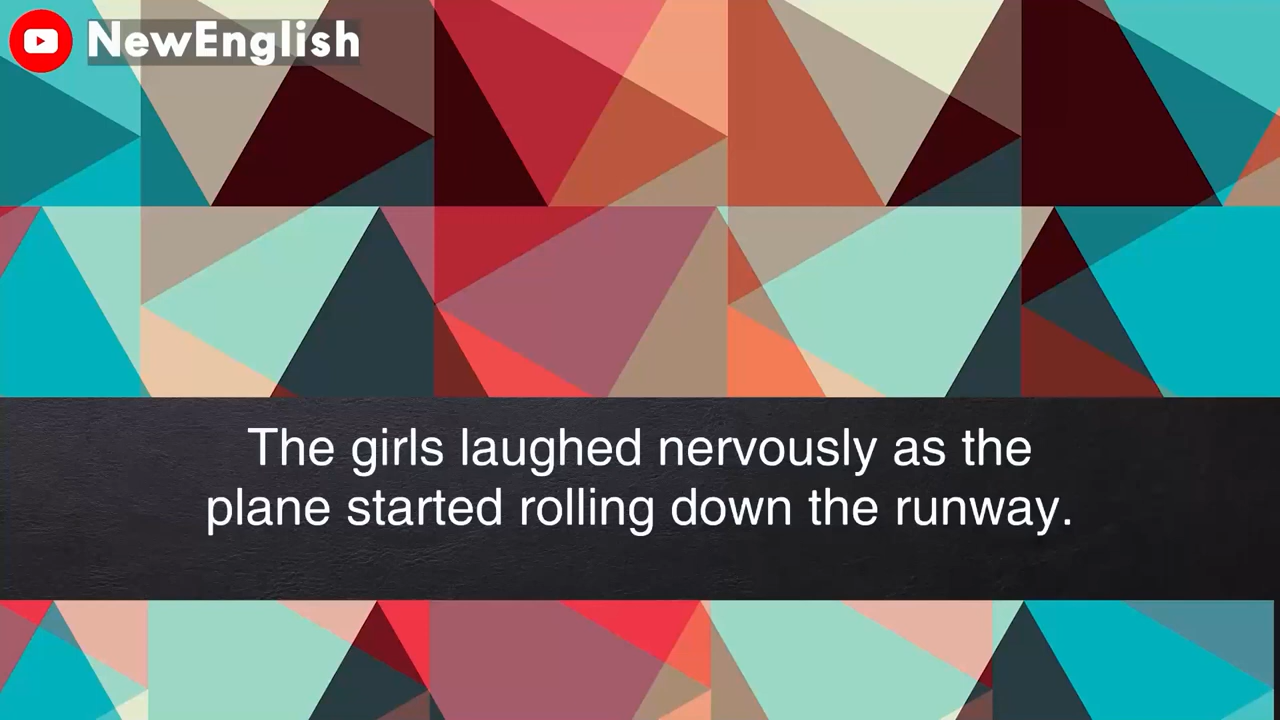 NewEnglish
The girls laughed nervously as the
plane started rolling down the runway.